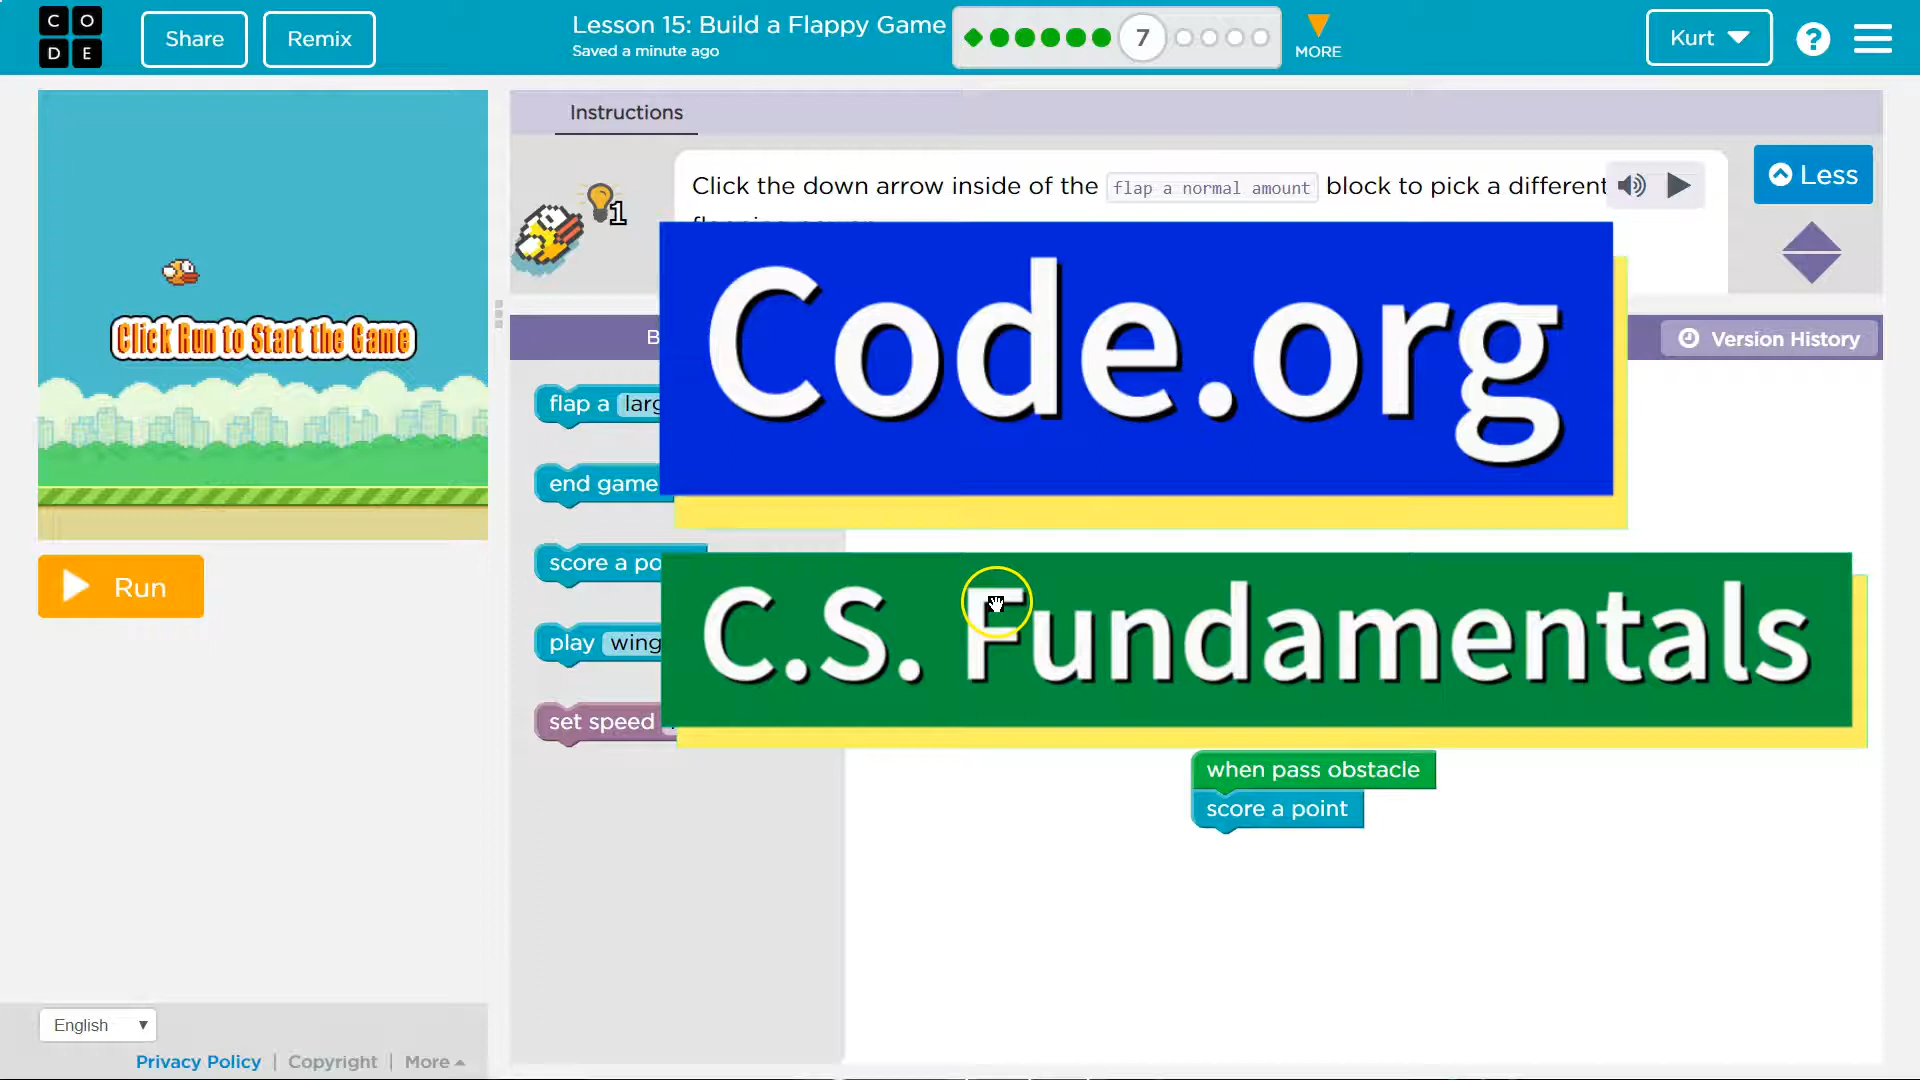 CODE
Share
Remix
Lesson 15: Build a Flappy Game
Saved a minute ago
7
MORE
Kurt
?
Instructions
1
Click the down arrow inside of the flap a normal amount block to pick a different
Less
Code.org
Version History
flap a
end game
score a
play wing
set speed
C.S. Fundamentals
when pass obstacle
score a point
Click Run to Start the Game
Run
English
Privacy Policy | Copyright | More